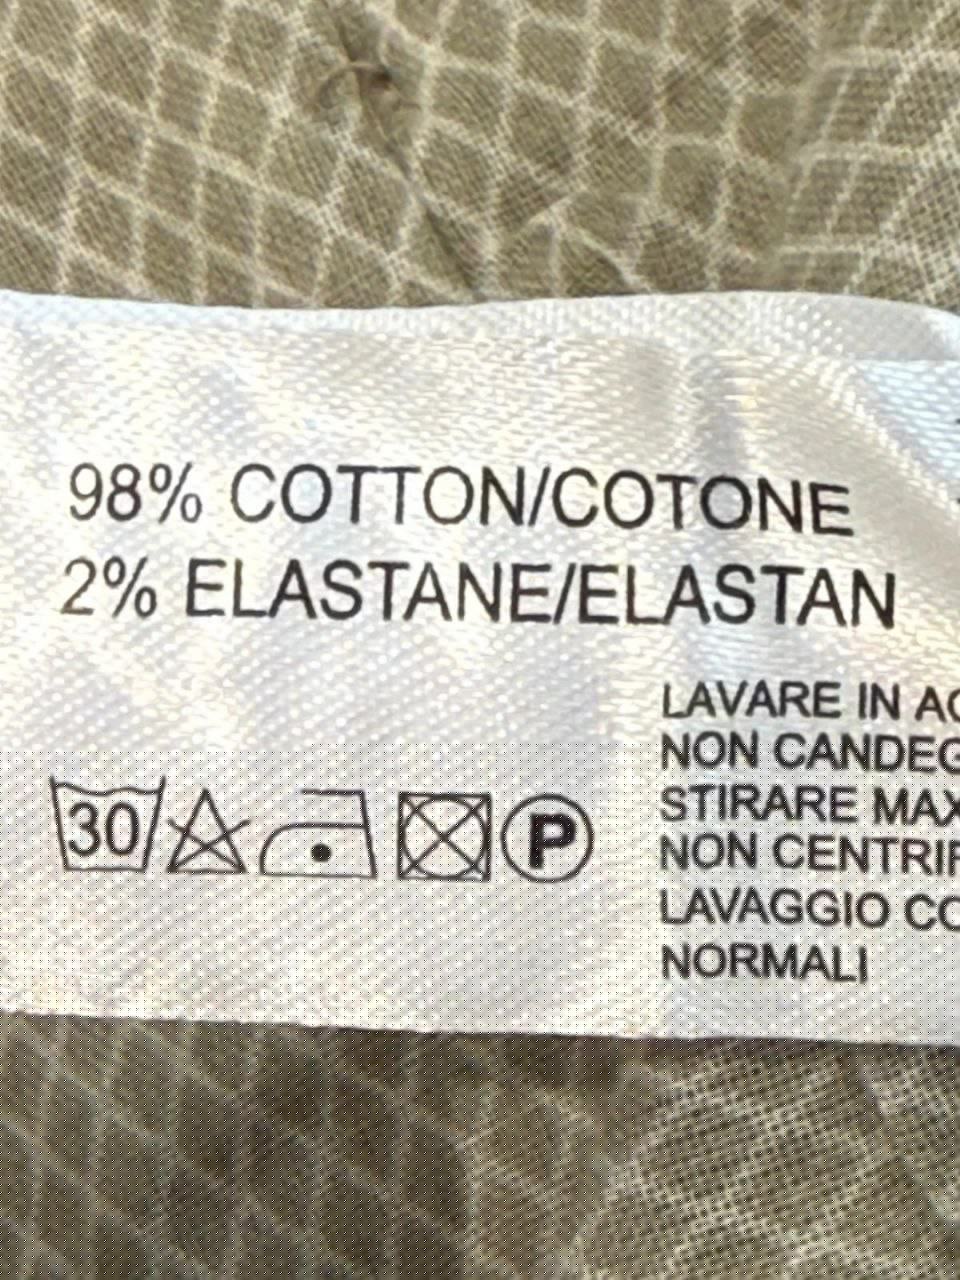 98% COTTON/COTONE
2% ELASTANE/ELASTAN
30
P
LAVARE IN
NON
STIRARE
NON
LAVAGGIO
NORMALI